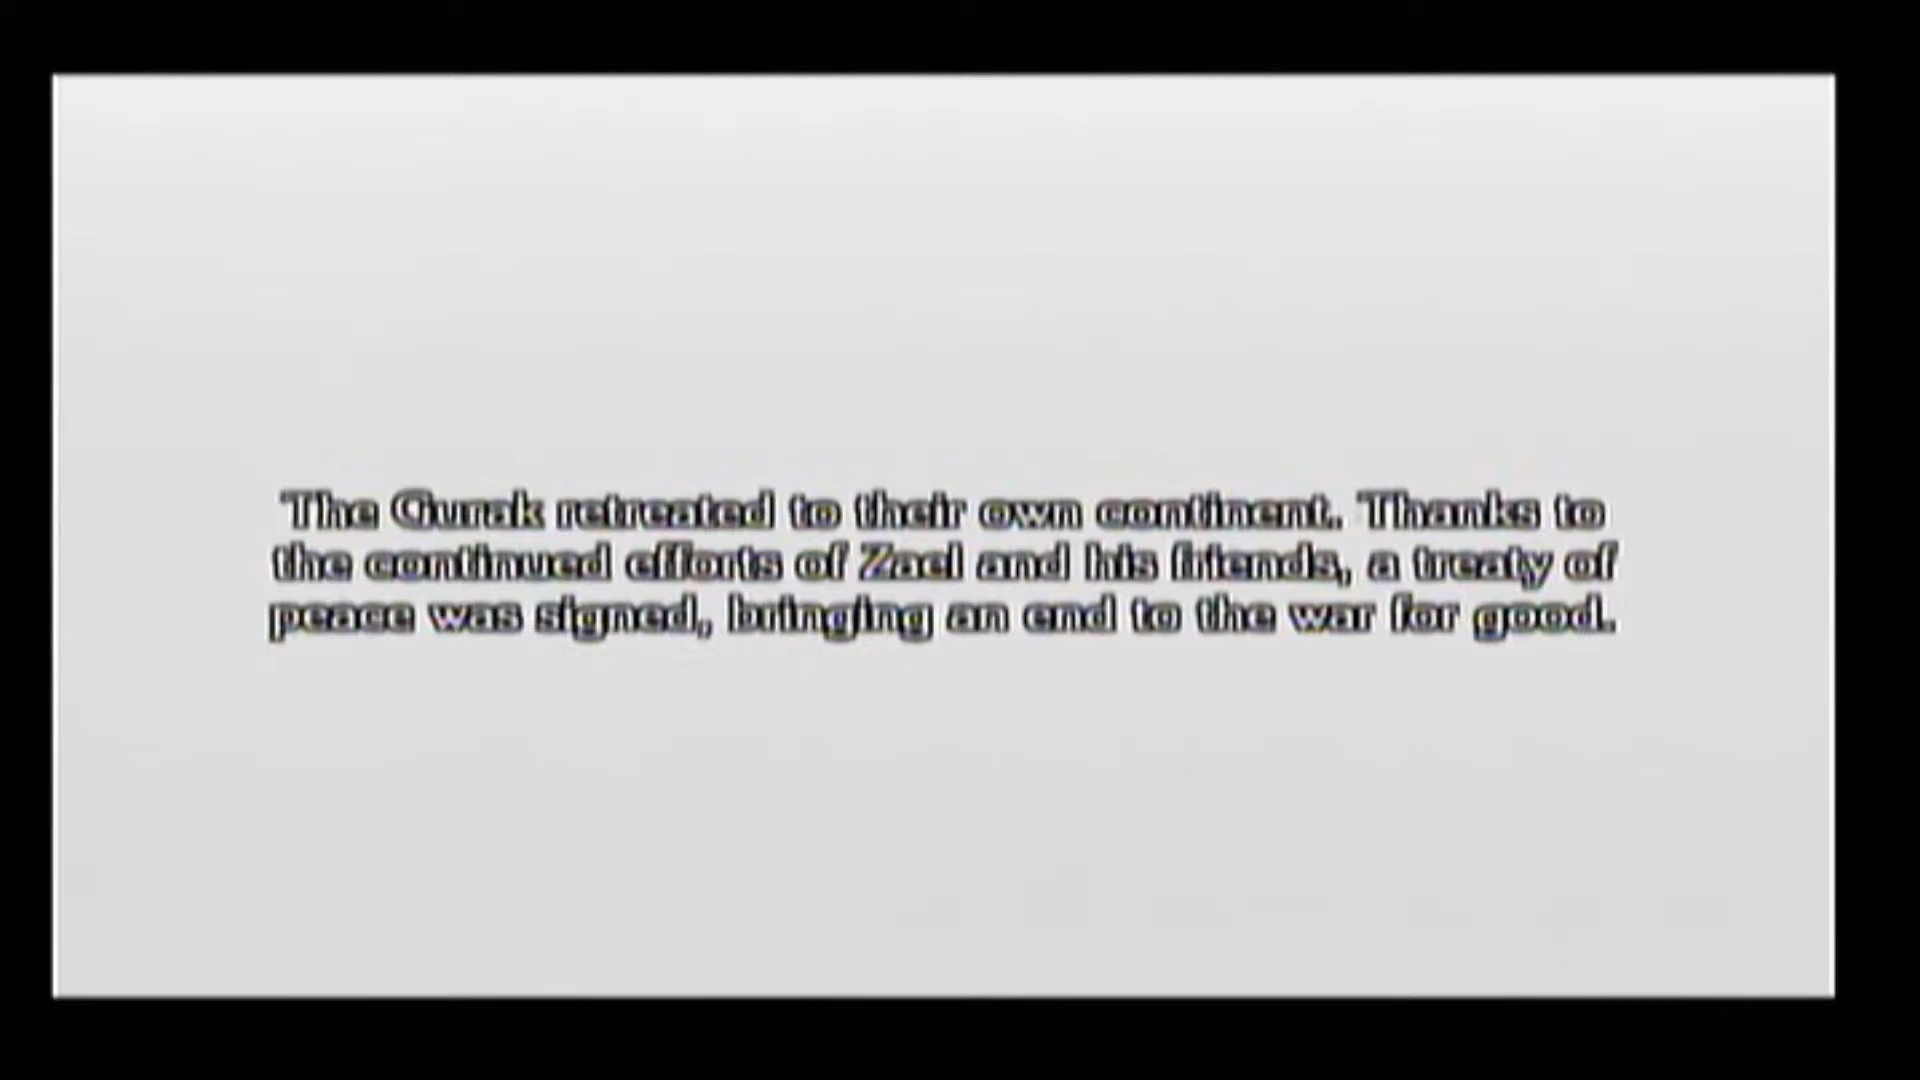 The Gurak retreated to their own continent. Thanks to
the continued efforts of Zael and his friends, a treaty of
peace was signed, bringing an end to the war for good.